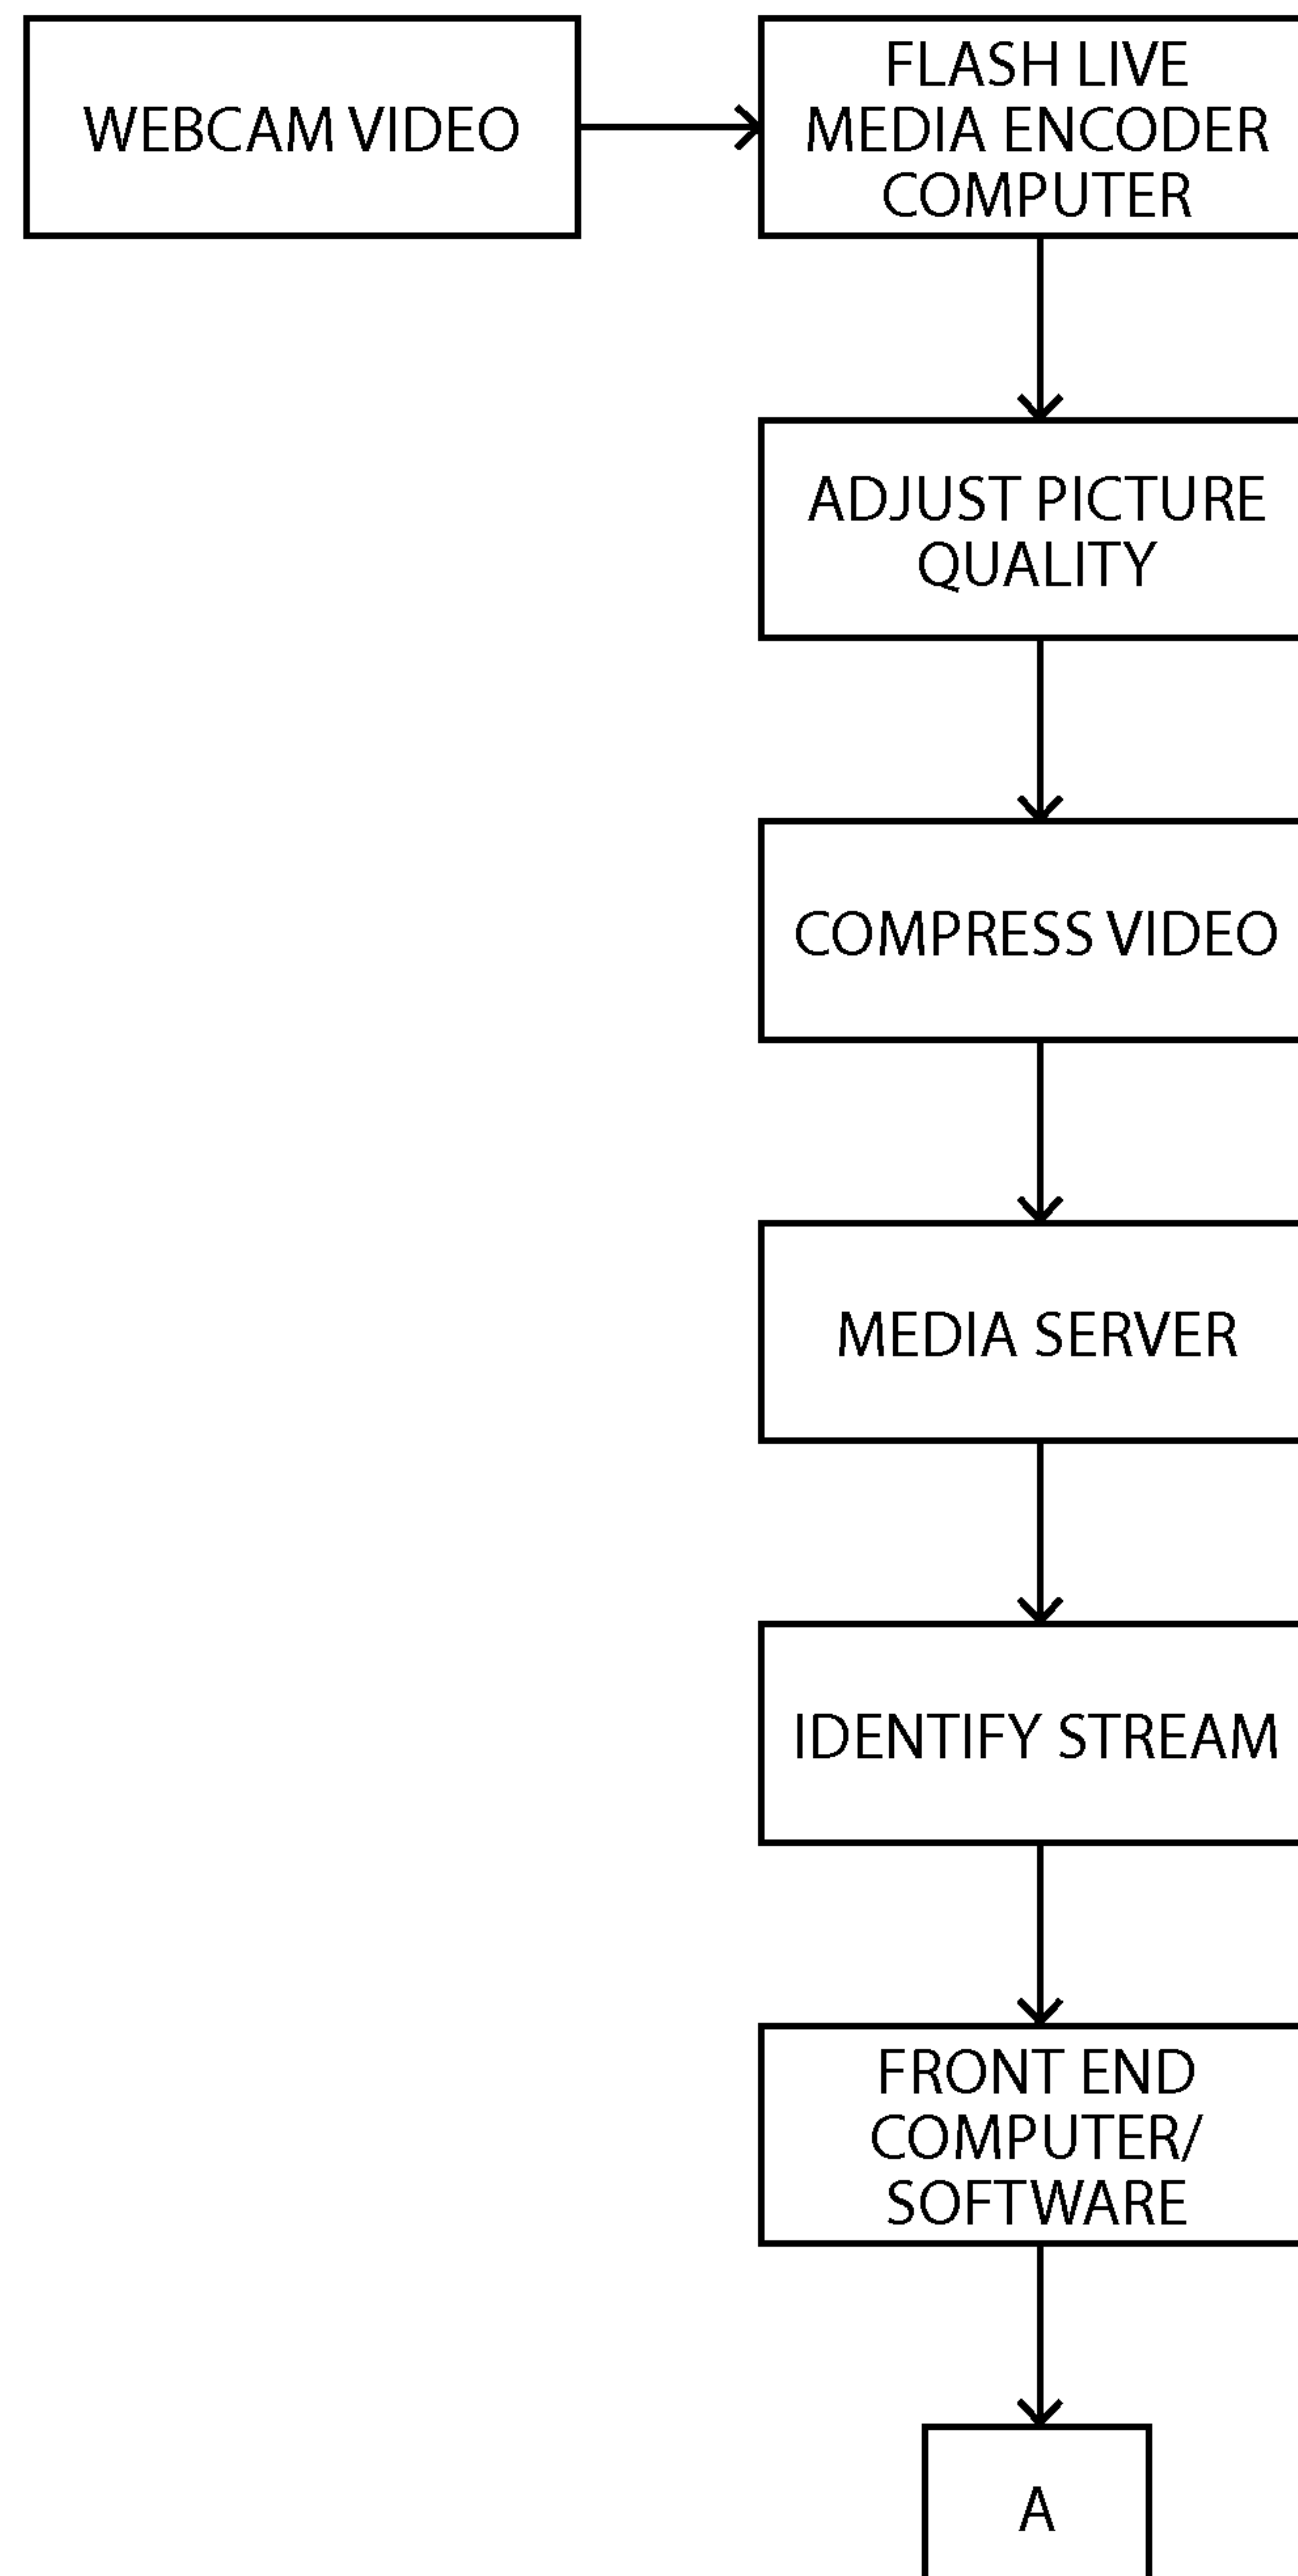 WEBCAM VIDEO
FLASH LIVE
MEDIA ENCODER
COMPUTER
ADJUST PICTURE
QUALITY
COMPRESS VIDEO
MEDIA SERVER
IDENTIFY STREAM
FRONT END
COMPUTER/
SOFTWARE
A